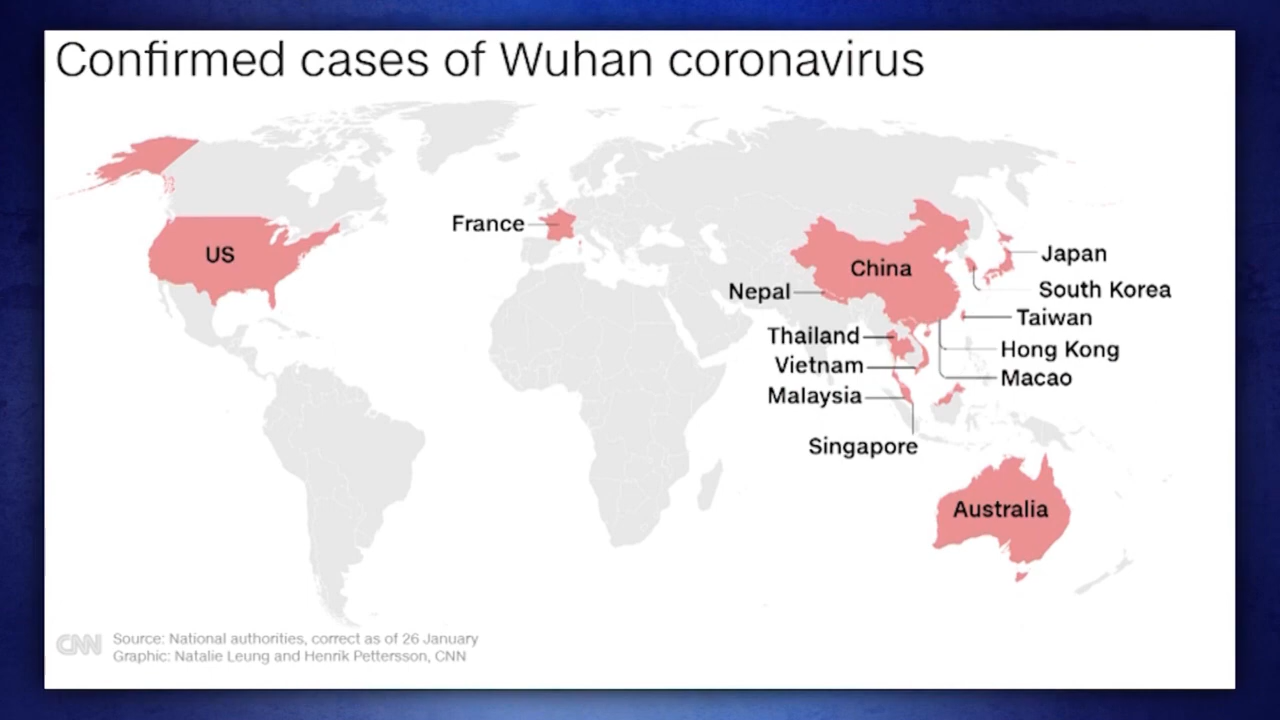 Confirmed cases of Wuhan coronavirus
US
France
China
Japan
Nepal
South Korea
Taiwan
Thailand
Hong Kong
Vietnam
Macao
Malaysia
Singapore
Australia
CNN
Source: National authorities, correct as of 26 January
Graphic: Natalie Leung and Henrik Pettersson, CNN